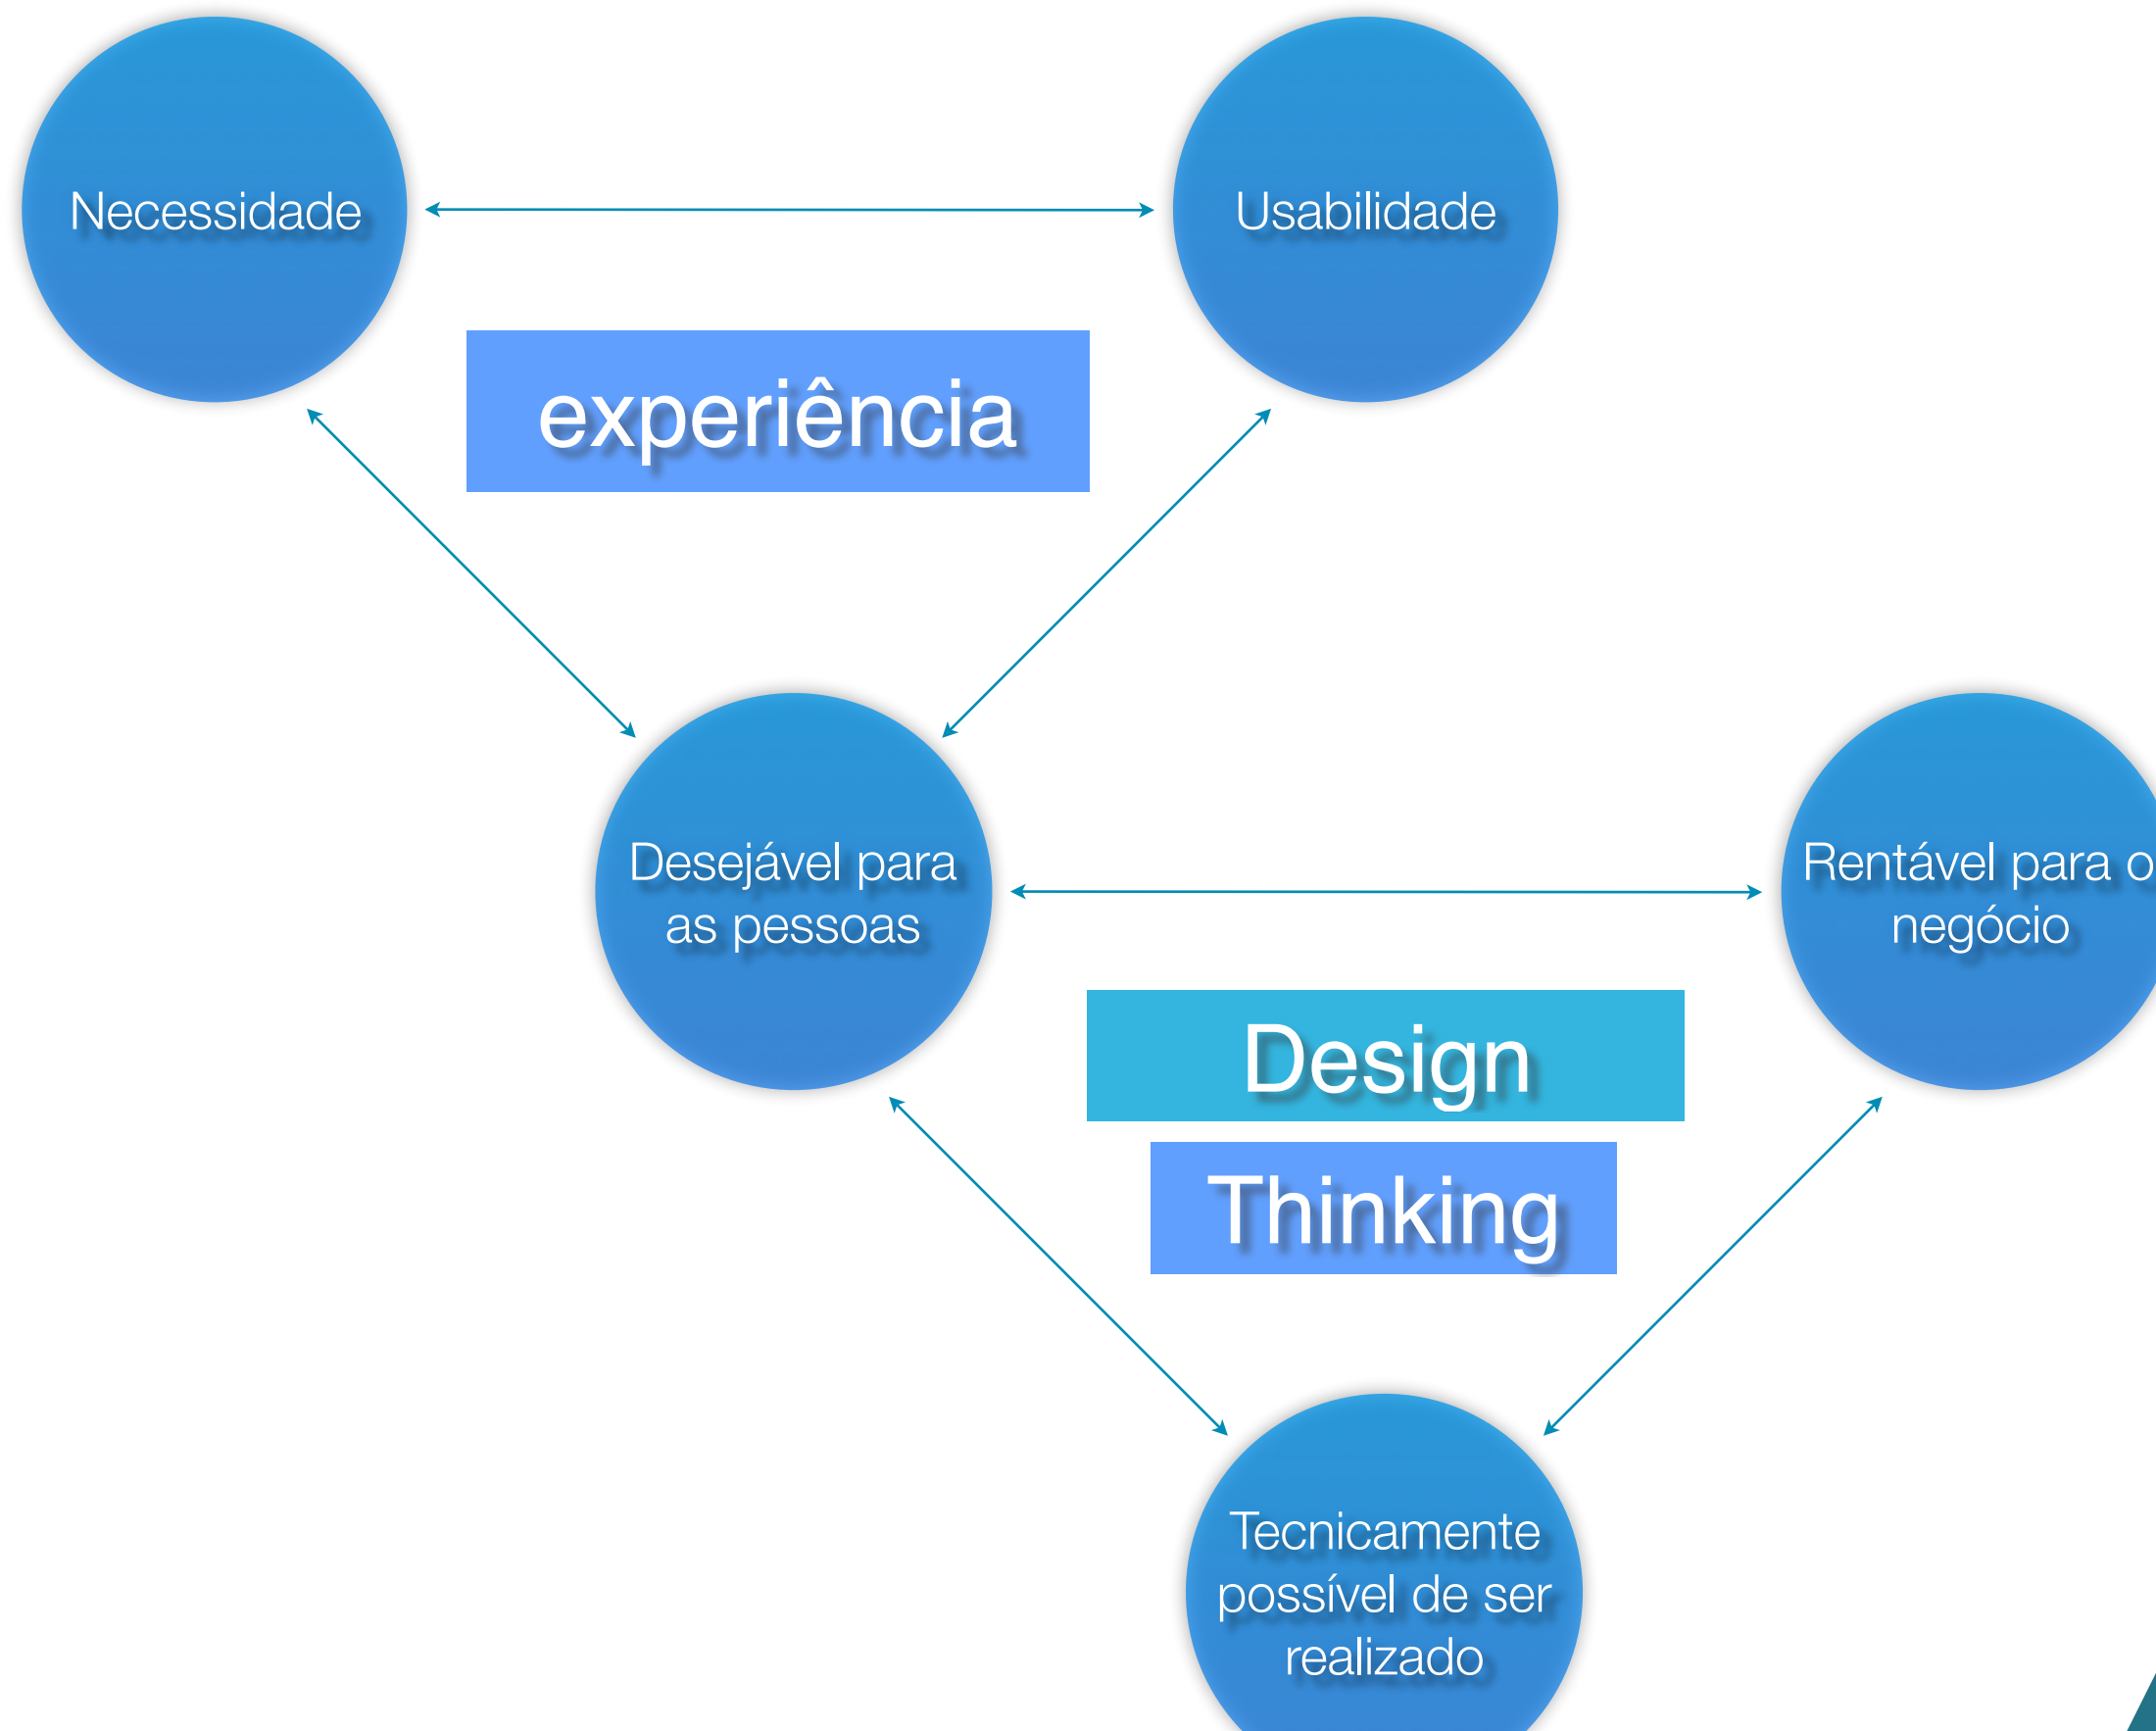 Necessidade
Usabilidade
experiência
Desejável para
as pessoas
Rentável para o
negócio
Design
Thinking
Tecnicamente
possível de ser
realizado